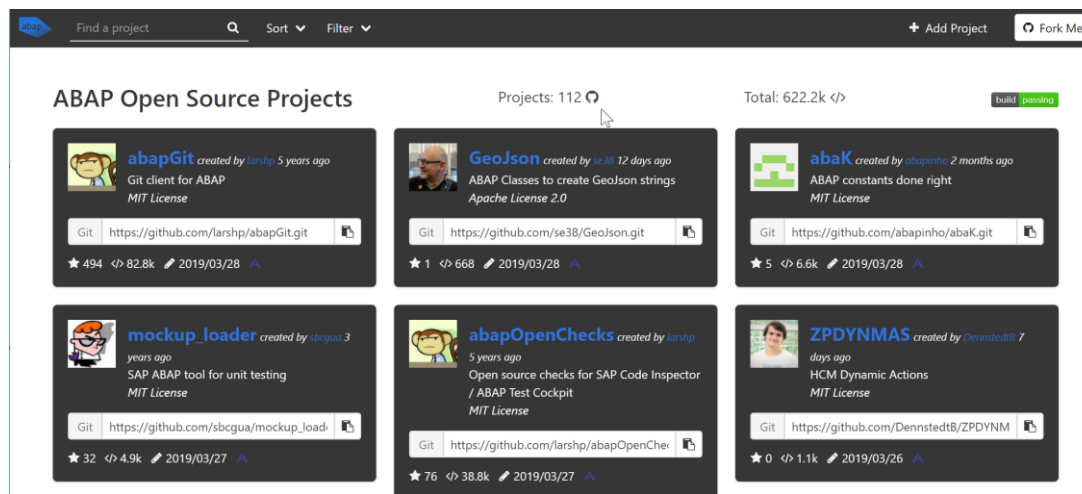 abap
Find a project
Sort
Filter
Add Project
Fork Me
ABAP Open Source Projects
Projects: 112
Total: 622.2k
build passing
abapGit created by larshp 5 years ago
Git client for ABAP
MIT License
Git https://github.com/larshp/abapGit.git
494 82.8k 2019/03/28
GeoJson created by se38 12 days ago
ABAP Classes to create GeoJson strings
Apache License 2.0
Git https://github.com/se38/GeoJson.git
1 668 2019/03/28
abaK created by abapinho 2 months ago
ABAP constants done right
MIT License
Git https://github.com/abapinho/abaK.git
5 6.6k 2019/03/28
mockup_loader created by sbcgua 3
years ago
SAP ABAP tool for unit testing
MIT License
Git https://github.com/sbcgua/mockup_load
32 4.9k 2019/03/27
abapOpenChecks created by larshp
5 years ago
Open source checks for SAP Code Inspector
/ ABAP Test Cockpit
MIT License
Git https://github.com/larshp/abapOpenChe
76 38.8k 2019/03/27
ZPDYNMAS created by DennstedtB 7
days ago
HCM Dynamic Actions
MIT License
Git https://github.com/DennstedtB/ZPDYNM
0 1.1k 2019/03/26